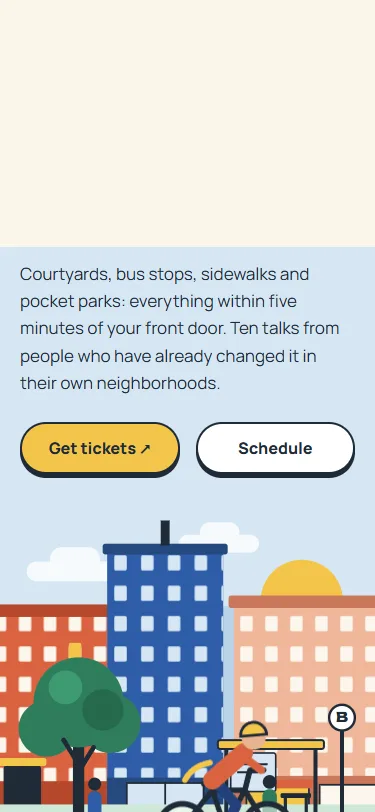 Courtyards, bus stops, sidewalks and
pocket parks: everything within five
minutes of your front door. Ten talks from
people who have already changed it in
their own neighborhoods.
Get tickets ↗
Schedule
B